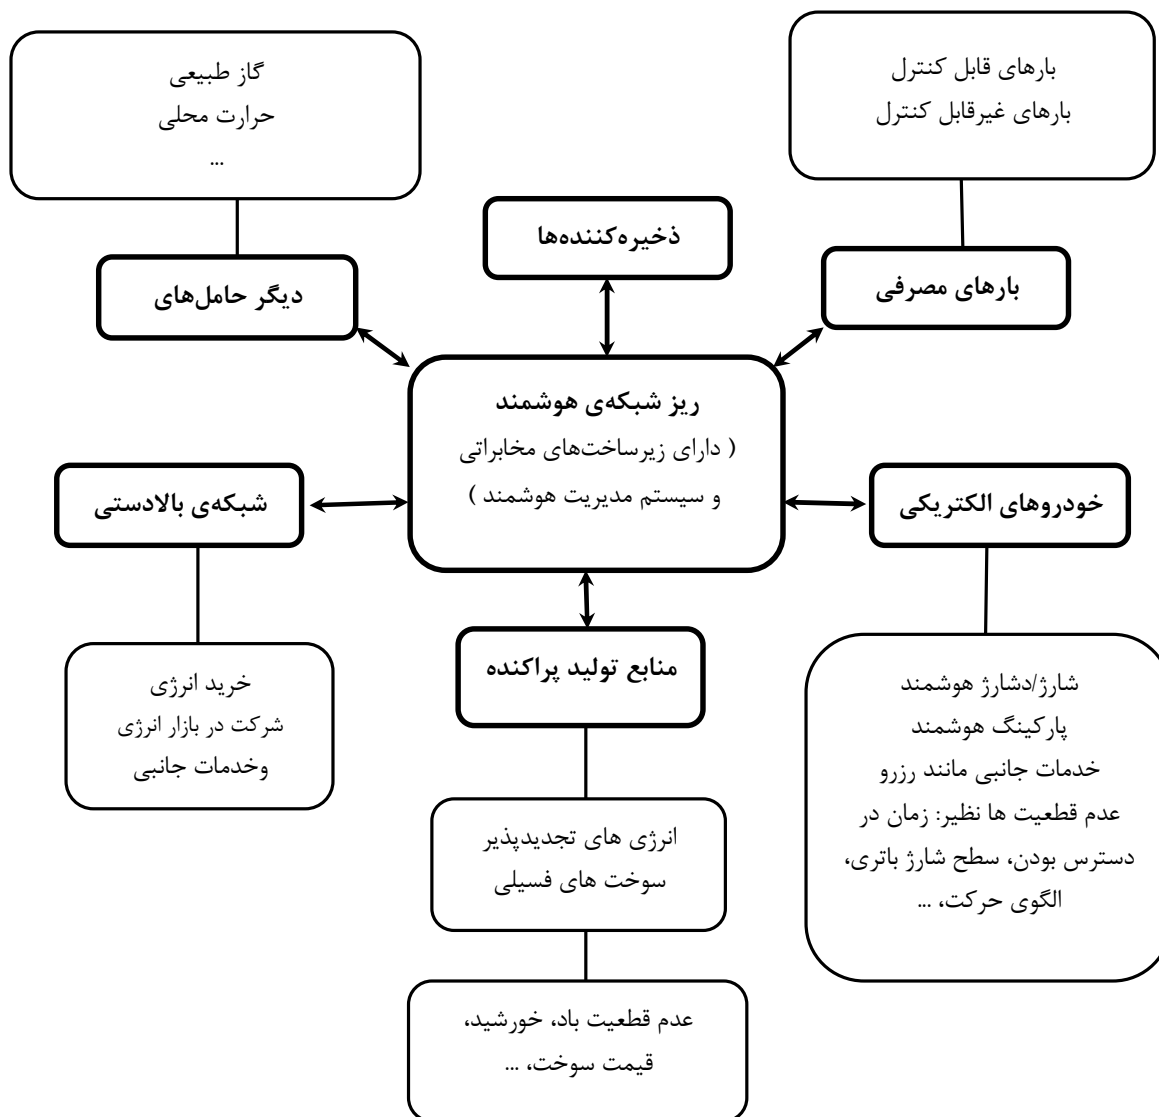 گاز طبیعی
حرارت محلی
...
بارهای قابل کنترل
بارهای غیرقابل کنترل
ذخیره‌کننده‌ها
دیگر حامل‌های
بارهای مصرفی
ریز شبکه‌ی هوشمند
( دارای زیرساخت‌های مخابراتی
و سیستم مدیریت هوشمند )
شبکه‌ی بالادستی
خودروهای الکتریکی
منابع تولید پراکنده
خرید انرژی
شرکت در بازار انرژی
وخدمات جانبی
شارژ/دشارژ هوشمند
پارکینگ هوشمند
خدمات جانبی مانند رزرو
عدم قطعیت ها نظیر: زمان در
دسترس بودن، سطح شارژ باتری،
الگوی حرکت، ...
انرژی های تجدیدپذیر
سوخت های فسیلی
عدم قطعیت باد، خورشید،
قیمت سوخت، ...